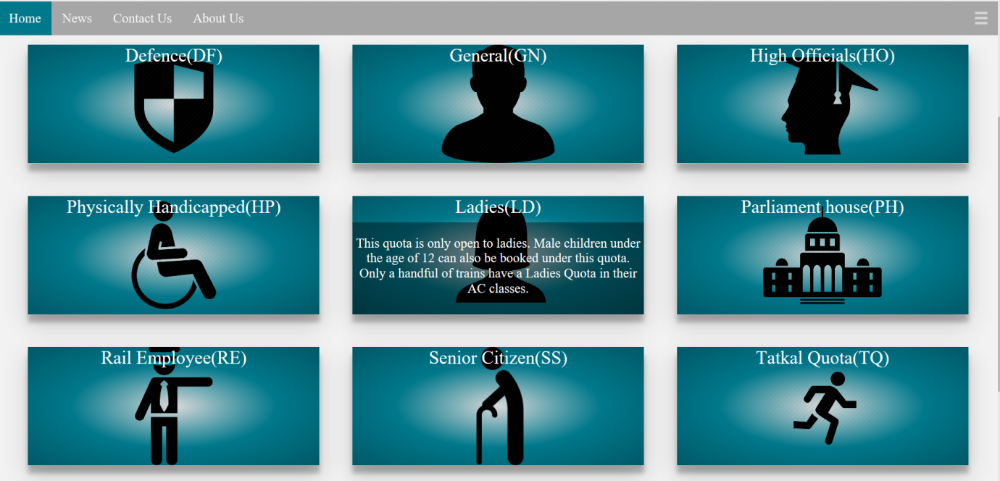 Home News Contact Us About Us
Defence(DF) General(GN) High Officials(HO)
Physically Handicapped(HP) Ladies(LD) Parliament house(PH)
This quota is only open to ladies. Male children under
the age of 12 can also be booked under this quota.
Only a handful of trains have a Ladies Quota in their
AC classes.
Rail Employee(RE) Senior Citizen(SS) Tatkal Quota(TQ)